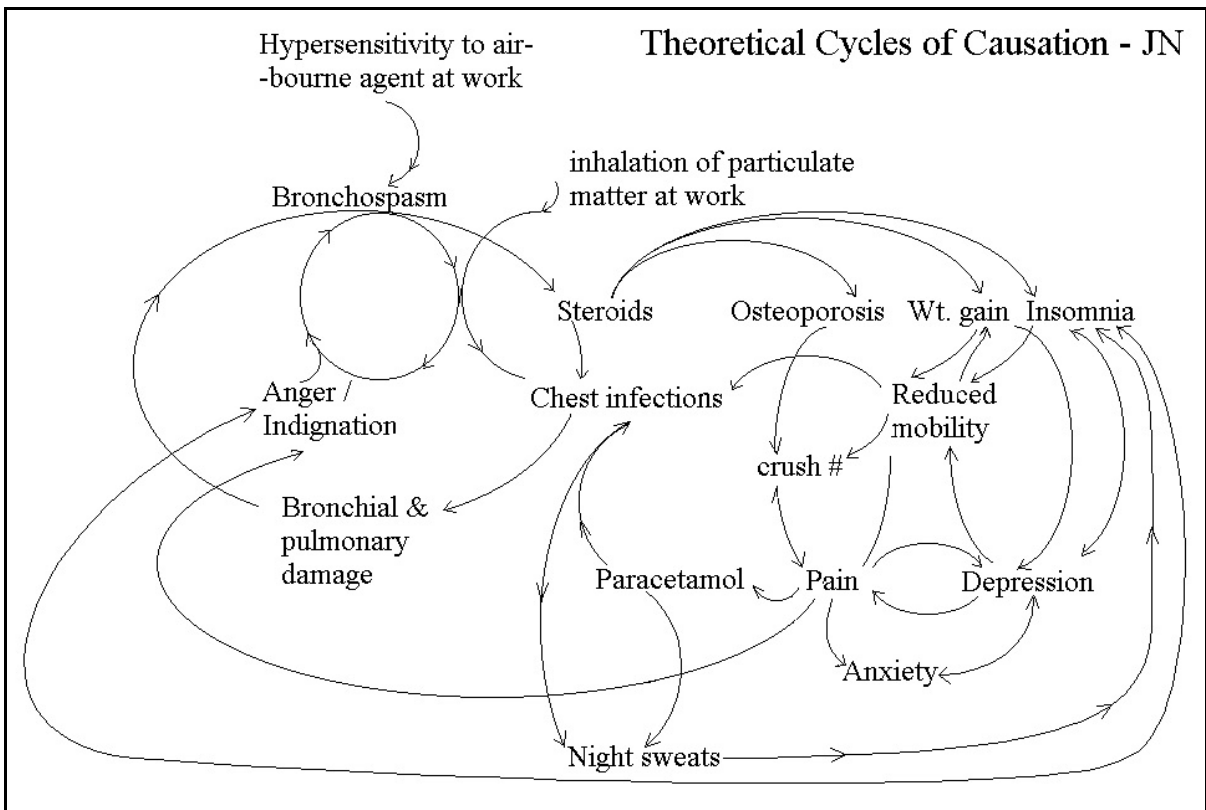 Theoretical Cycles of Causation - JN
Hypersensitivity to air-
-bourne agent at work
inhalation of particulate
matter at work
Bronchospasm
Steroids
Osteoporosis
Wt. gain
Insomnia
Anger /
Indignation
Chest infections
Reduced
mobility
crush #
Bronchial &
pulmonary
damage
Paracetamol
Pain
Depression
Anxiety
Night sweats